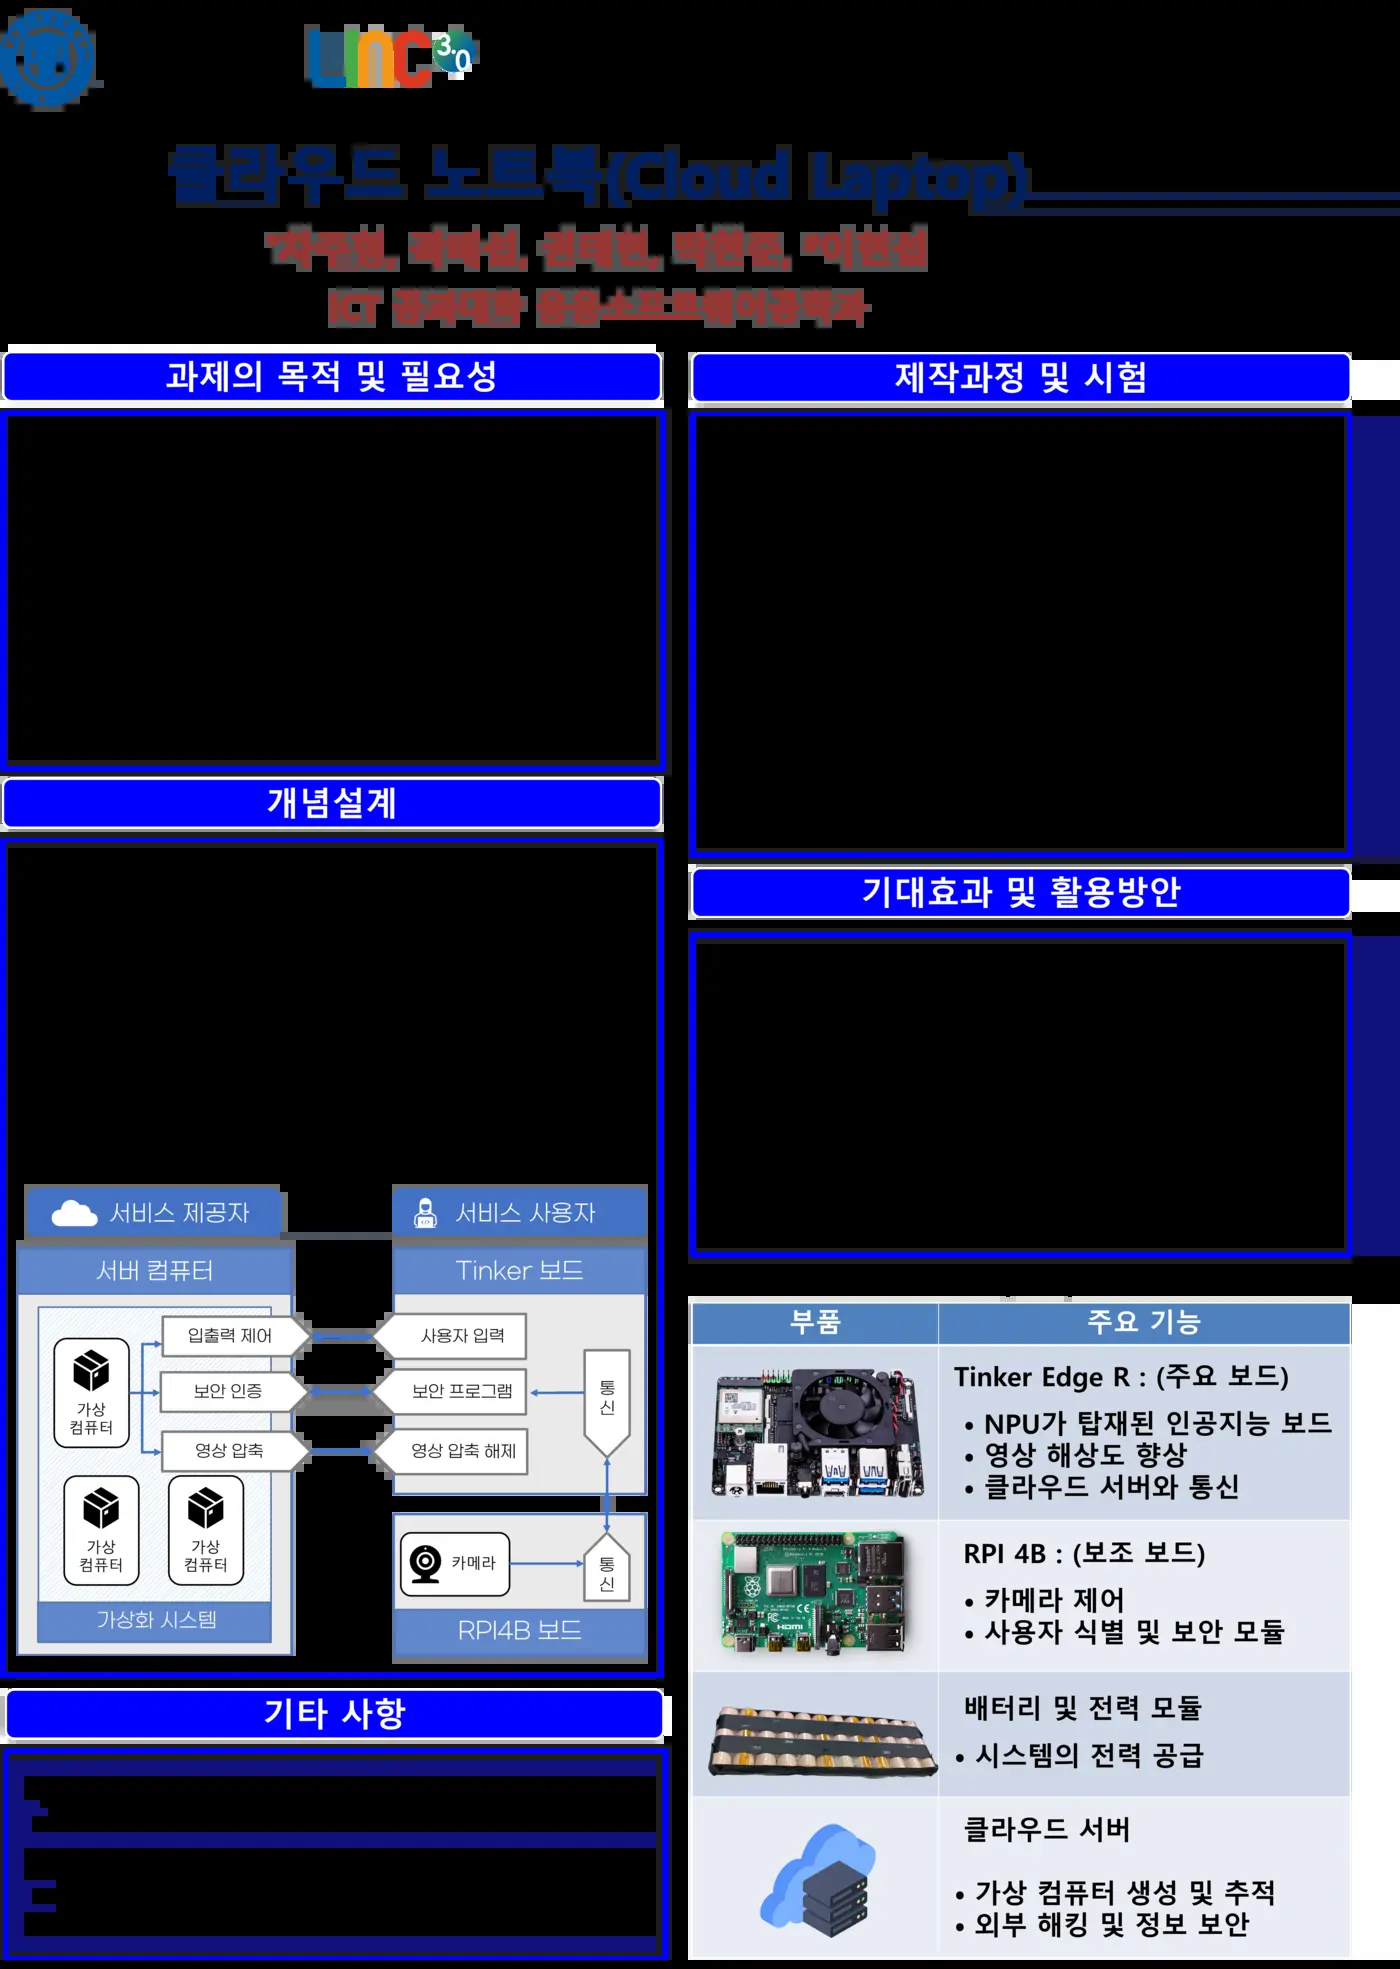 LINC 3.0
클라우드 노트북(Cloud Laptop)
ICT 공과대학 응용소프트웨어공학과
과제의 목적 및 필요성
개념설계
서비스 제공자
서비스 사용자
서버 컴퓨터
Tinker 보드
입출력 제어
사용자 입력
보안 인증
보안 프로그램
영상 압축
영상 압축 해제
통
신
가상
컴퓨터
가상
컴퓨터
가상
컴퓨터
가상화 시스템
카메라
통
신
RPI4B 보드
기타 사항
제작과정 및 시험
기대효과 및 활용방안
부품
주요 기능
Tinker Edge R : (주요 보드)
• NPU가 탑재된 인공지능 보드
• 영상 해상도 향상
• 클라우드 서버와 통신
HDMI
RPI 4B : (보조 보드)
• 카메라 제어
• 사용자 식별 및 보안 모듈
배터리 및 전력 모듈
• 시스템의 전력 공급
클라우드 서버
• 가상 컴퓨터 생성 및 추적
• 외부 해킹 및 정보 보안